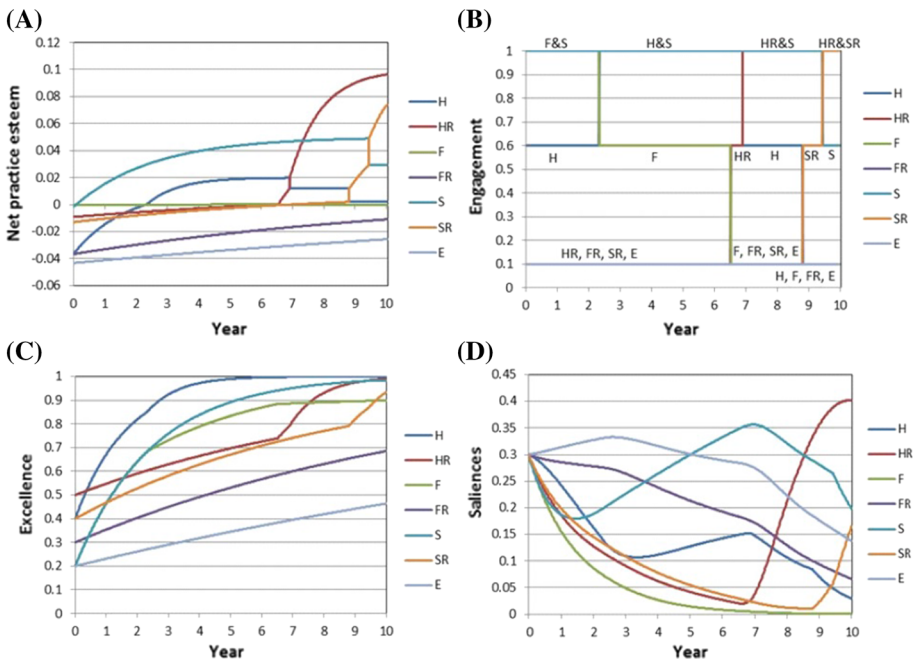 (A)
Net practice esteem
0.12
0.1
0.08
0.06
0.04
0.02
0
-0.02
-0.04
-0.06
0 1 2 3 4 5 6 7 8 9 10
Year
H
HR
F
FR
S
SR
E
(B)
Engagement
F&S H&S HR&S HR&SR
1
0.9
0.8
0.7
0.6
0.5
0.4
0.3
0.2
0.1
0
H F HR H SR S
HR, FR, SR, E F, FR, SR, E
H, F, FR, E
0 1 2 3 4 5 6 7 8 9 10
Year
H
HR
F
FR
S
SR
E
(C)
Excellence
1
0.9
0.8
0.7
0.6
0.5
0.4
0.3
0.2
0.1
0
0 1 2 3 4 5 6 7 8 9 10
Year
H
HR
F
FR
S
SR
E
(D)
Saliences
0.45
0.4
0.35
0.3
0.25
0.2
0.15
0.1
0.05
0
0 1 2 3 4 5 6 7 8 9 10
Year
H
HR
F
FR
S
SR
E